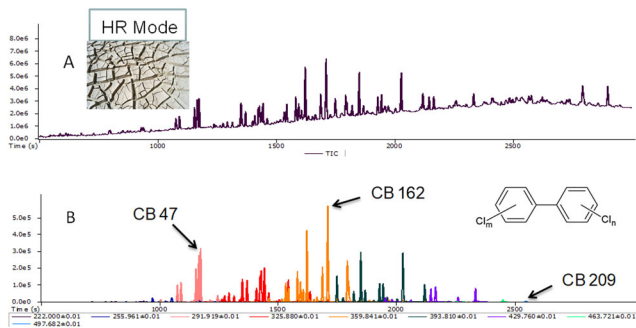 HR Mode
A
8.0e6
7.0e6
6.0e6
5.0e6
4.0e6
3.0e6
2.0e6
1.0e6
0.0e0
Time (s) 1000 1500 2000 2500
TIC
B
CB 47
CB 162
CB 209
Clm
Cln
5.0e5
4.0e5
3.0e5
2.0e5
1.0e5
0.0e0
Time (s) 500 1000 1500 2000 2500
222.000±0.01 255.961±0.01 291.919±0.01 325.880±0.01 359.841±0.01 393.810±0.01 429.760±0.01 463.721±0.01
497.682±0.01